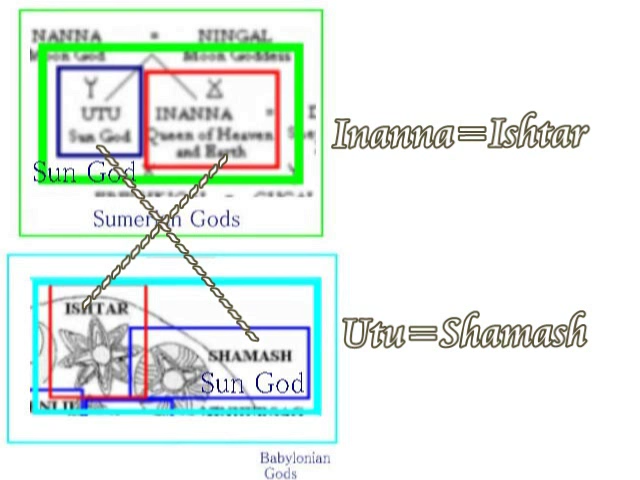 NANNA = NINGAL
Moon God Moon Goddess
UTU INANNA =
Sun God Queen of Heaven
and Earth
Sun God
Sumerian Gods
Inanna=Ishtar
ISHTAR
SHAMASH
Sun God
Utu=Shamash
Babylonian
Gods